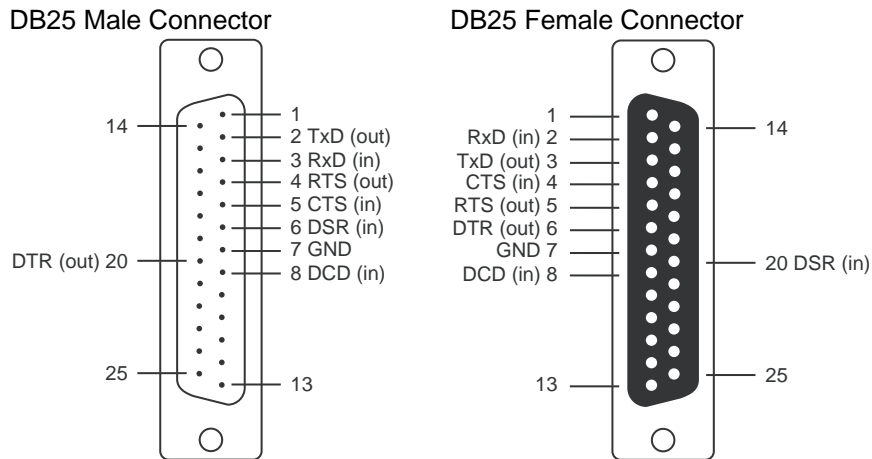 DB25 Male Connector
14
DTR (out) 20
25
1
2 TxD (out)
3 RxD (in)
4 RTS (out)
5 CTS (in)
6 DSR (in)
7 GND
8 DCD (in)
13
DB25 Female Connector
1
RxD (in) 2
TxD (out) 3
CTS (in) 4
RTS (out) 5
DTR (out) 6
GND 7
DCD (in) 8
13
14
20 DSR (in)
25